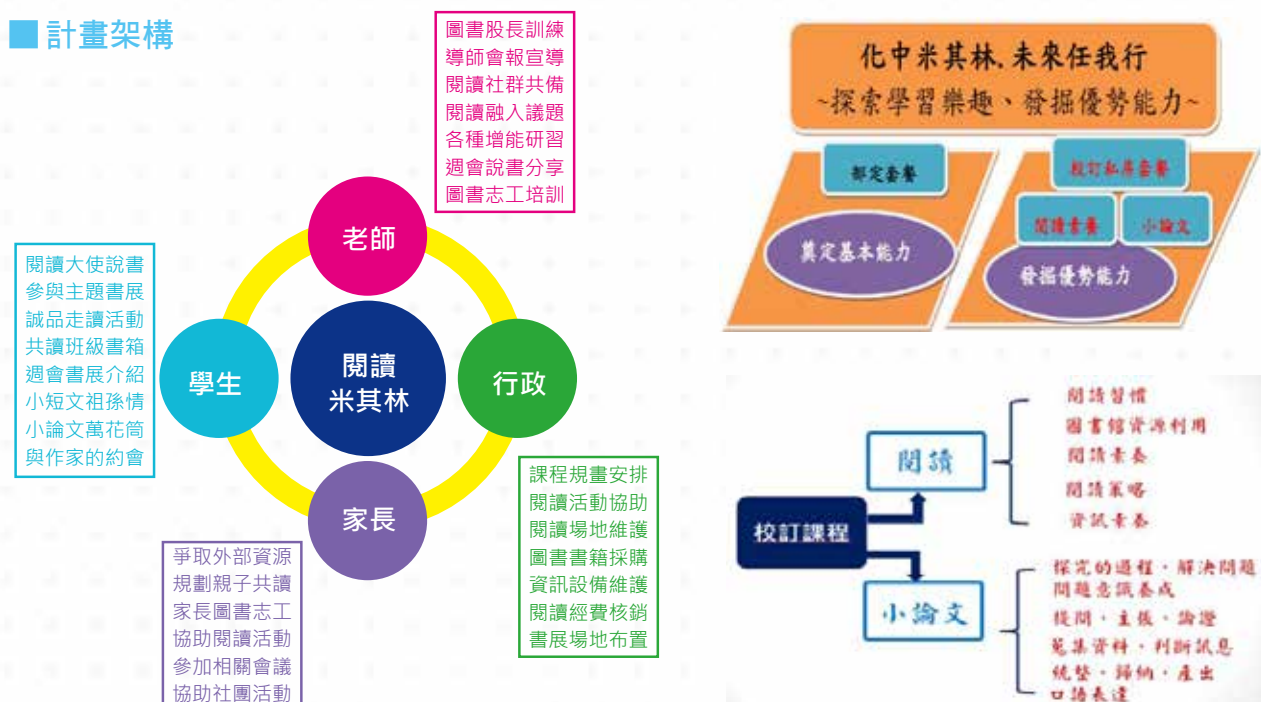 計畫架構
圖書股長訓練
導師會報宣導
閱讀社群共備
閱讀融入議題
各種增能研習
週會說書分享
圖書志工培訓
老師
閱讀大使說書
參與主題書展
誠品走讀活動
共讀班級書箱
週會書展介紹
小短文祖孫情
小論文萬花筒
與作家的約會
學生
閱讀
米其林
行政
家長
課程規畫安排
閱讀活動協助
閱讀場地維護
圖書書籍採購
資訊設備維護
閱讀經費核銷
書展場地布置
爭取外部資源
規劃親子共讀
家長圖書志工
協助閱讀活動
參加相關會議
協助社團活動
化中米其林,未來任我行
~探索學習樂趣、發掘優勢能力~
部定套餐
奠定基本能力
校訂私房套餐
閱讀素養
小論文
發掘優勢能力
校訂課程
閱讀
閱讀習慣
圖書館資源利用
閱讀素養
閱讀策略
資訊素養
小論文
探究的過程、解決問題
問題意識養成
提問、主張、論證
蒐集資料、判斷訊息
統整、歸納、產出
口語表達